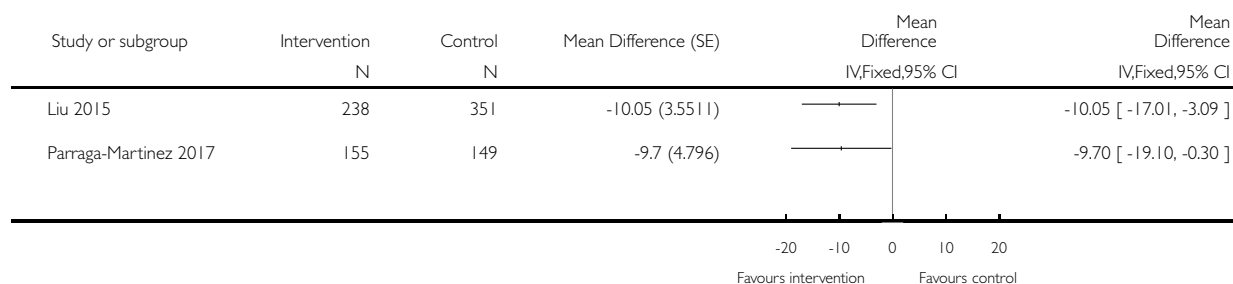 Study or subgroup Intervention Control Mean Difference (SE) Mean Difference Mean Difference
N N IV,Fixed,95% CI IV,Fixed,95% CI
Liu 2015 238 351 -10.05 (3.5511) -10.05 [ -17.01, -3.09 ]
Parraga-Martinez 2017 155 149 -9.7 (4.796) -9.70 [ -19.10, -0.30 ]
-20 -10 0 10 20
Favours intervention Favours control